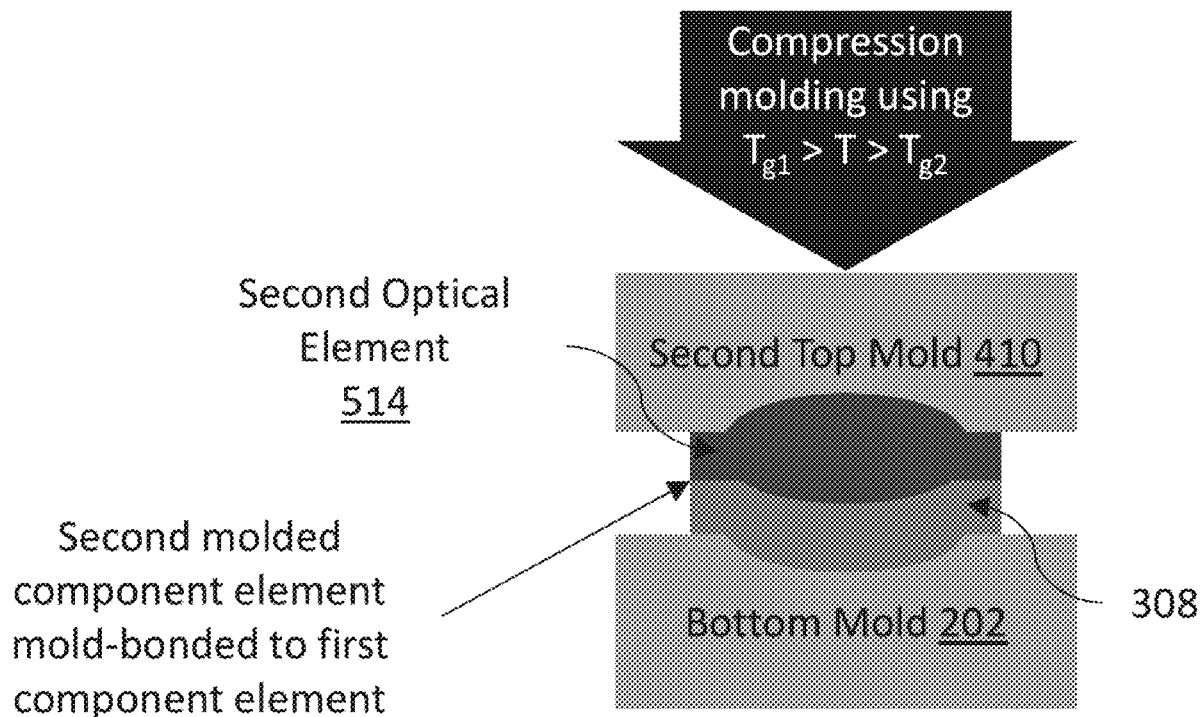 Compression
molding using
Tg1 > T > Tg2
Second Optical
Element
514
Second Top Mold 410
Second molded
component element
mold-bonded to first
component element
308
Bottom Mold 202